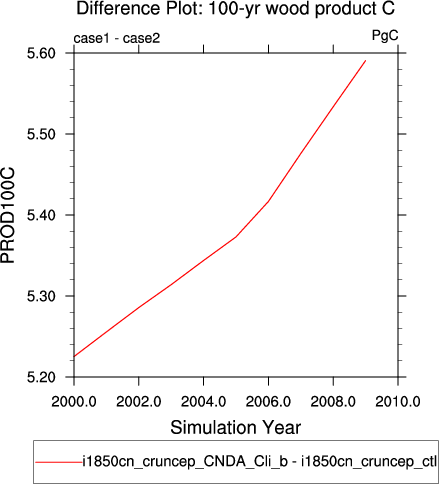 Difference Plot: 100-yr wood product C
case1 - case2 PgC
5.60
5.50
5.40
5.30
5.20
PROD100C
2000.0 2002.0 2004.0 2006.0 2008.0 2010.0
Simulation Year
i1850cn_cruncep_CNDA_Cli_b - i1850cn_cruncep_ctl